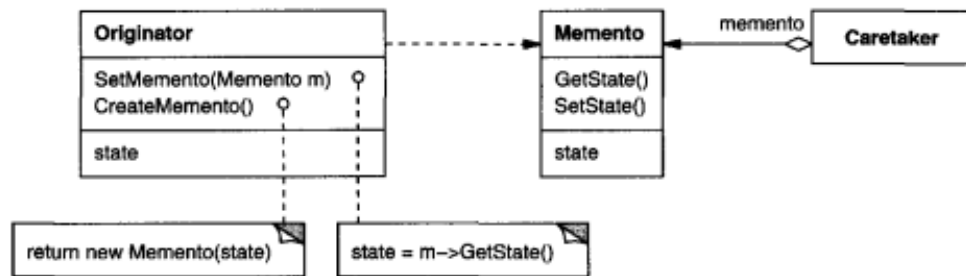 Originator
SetMemento(Memento m)
CreateMemento()
state
return new Memento(state)
state = m->GetState()
Memento
GetState()
SetState()
state
memento
Caretaker